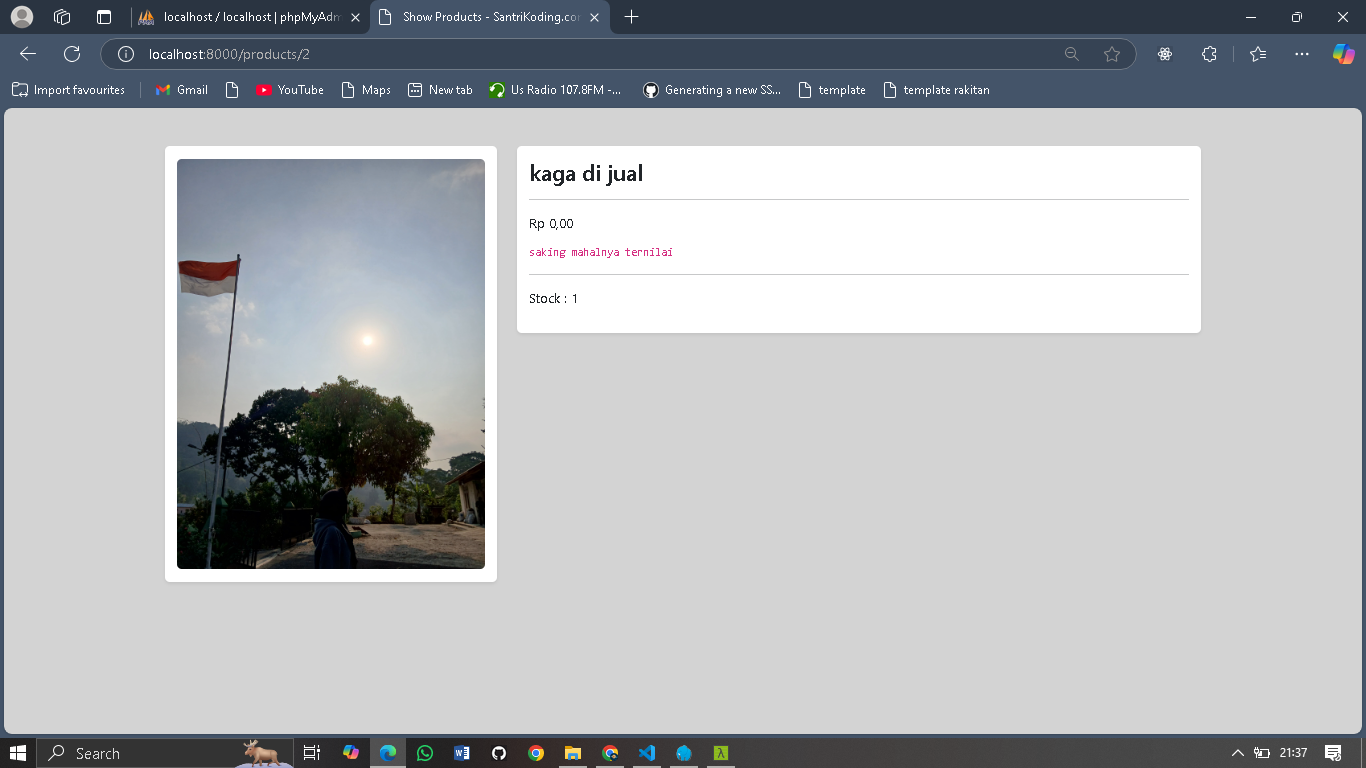 localhost / localhost | phpMyAdm
Show Products - SantriKoding.com
localhost:8000/products/2
Import favourites
Gmail
YouTube
Maps
New tab
Us Radio 107.8FM -...
Generating a new SS...
template
template rakitan
kaga di jual
Rp 0,00
saking mahalnya ternilai
Stock : 1
Search
21:37